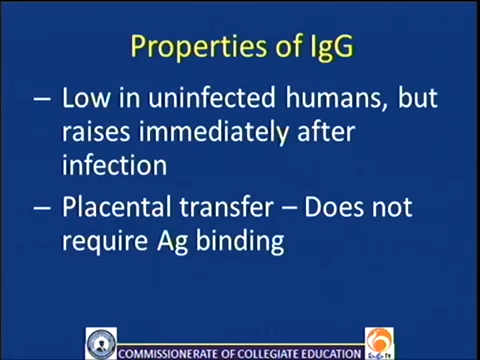 Properties of IgG
– Low in uninfected humans, but
raises immediately after
infection
– Placental transfer – Does not
require Ag binding
COMMISSIONERATE OF COLLEGIATE EDUCATION